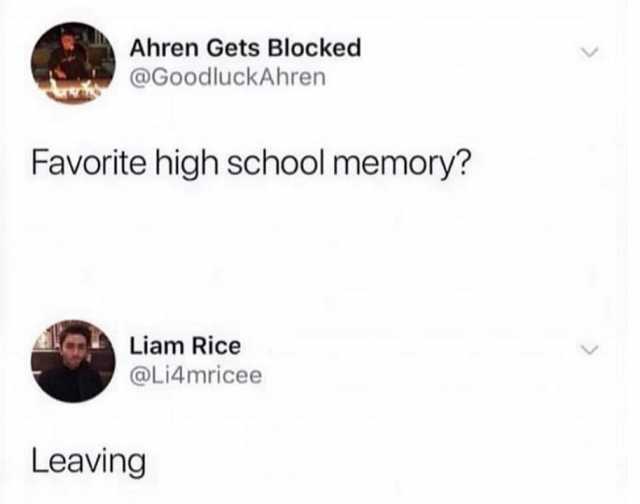 Ahren Gets Blocked
@GoodluckAhren
Favorite high school memory?
Liam Rice
@Li4mricee
Leaving